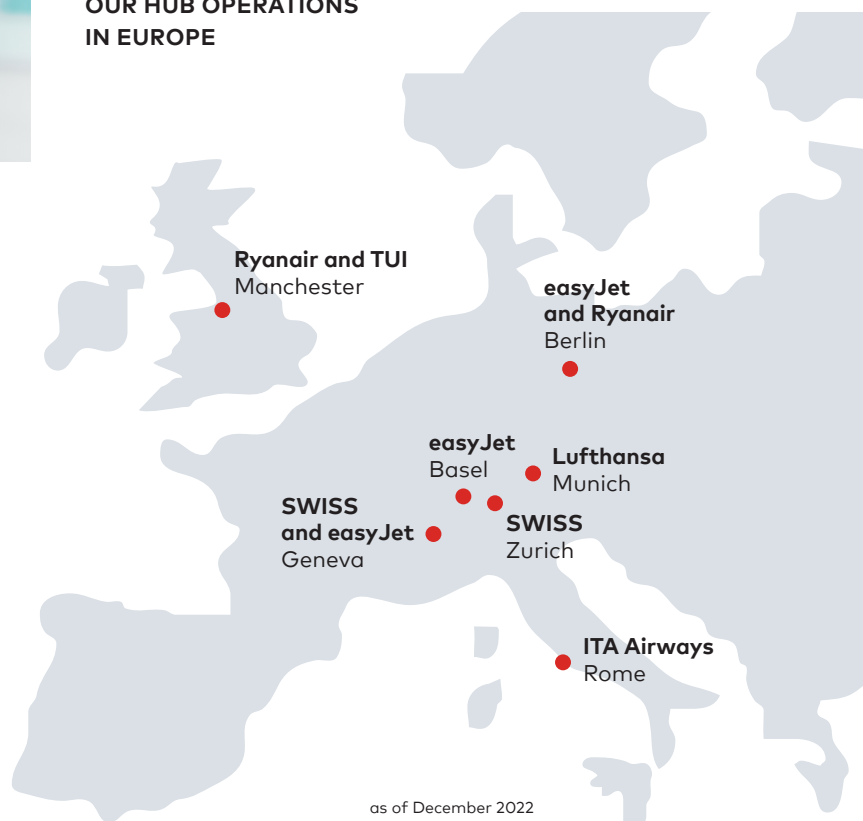 OUR HUB OPERATIONS
IN EUROPE
Ryanair and TUI
Manchester
easyJet
and Ryanair
Berlin
easyJet
Basel
Lufthansa
Munich
SWISS
and easyJet
Geneva
SWISS
Zurich
ITA Airways
Rome
as of December 2022